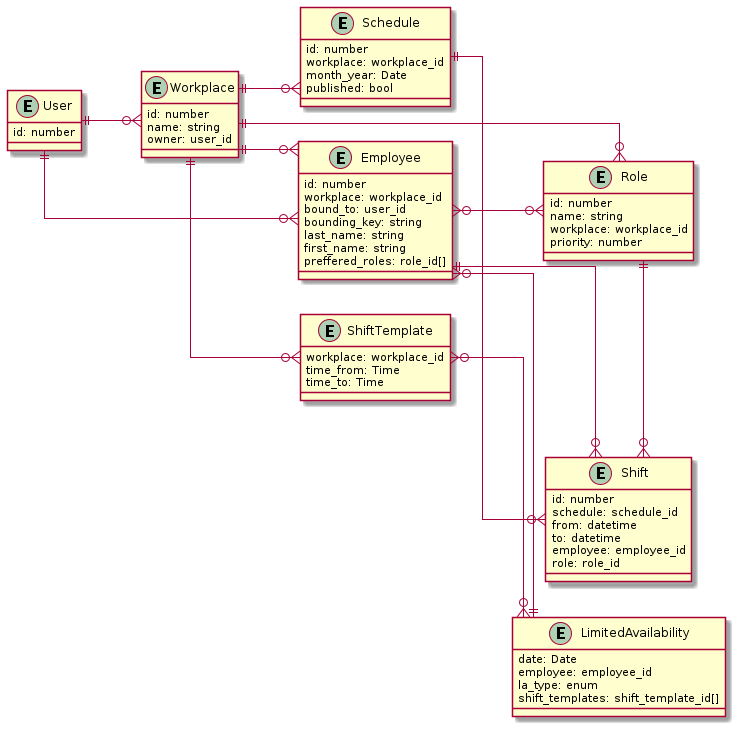 E Schedule
id: number
workplace: workplace_id
month_year: Date
published: bool
E User
id: number
E Workplace
id: number
name: string
owner: user_id
E Employee
id: number
workplace: workplace_id
bound_to: user_id
bounding_key: string
last_name: string
first_name: string
preffered_roles: role_id[]
E Role
id: number
name: string
workplace: workplace_id
priority: number
E ShiftTemplate
workplace: workplace_id
time_from: Time
time_to: Time
E Shift
id: number
schedule: schedule_id
from: datetime
to: datetime
employee: employee_id
role: role_id
E LimitedAvailability
date: Date
employee: employee_id
la_type: enum
shift_templates: shift_template_id[]